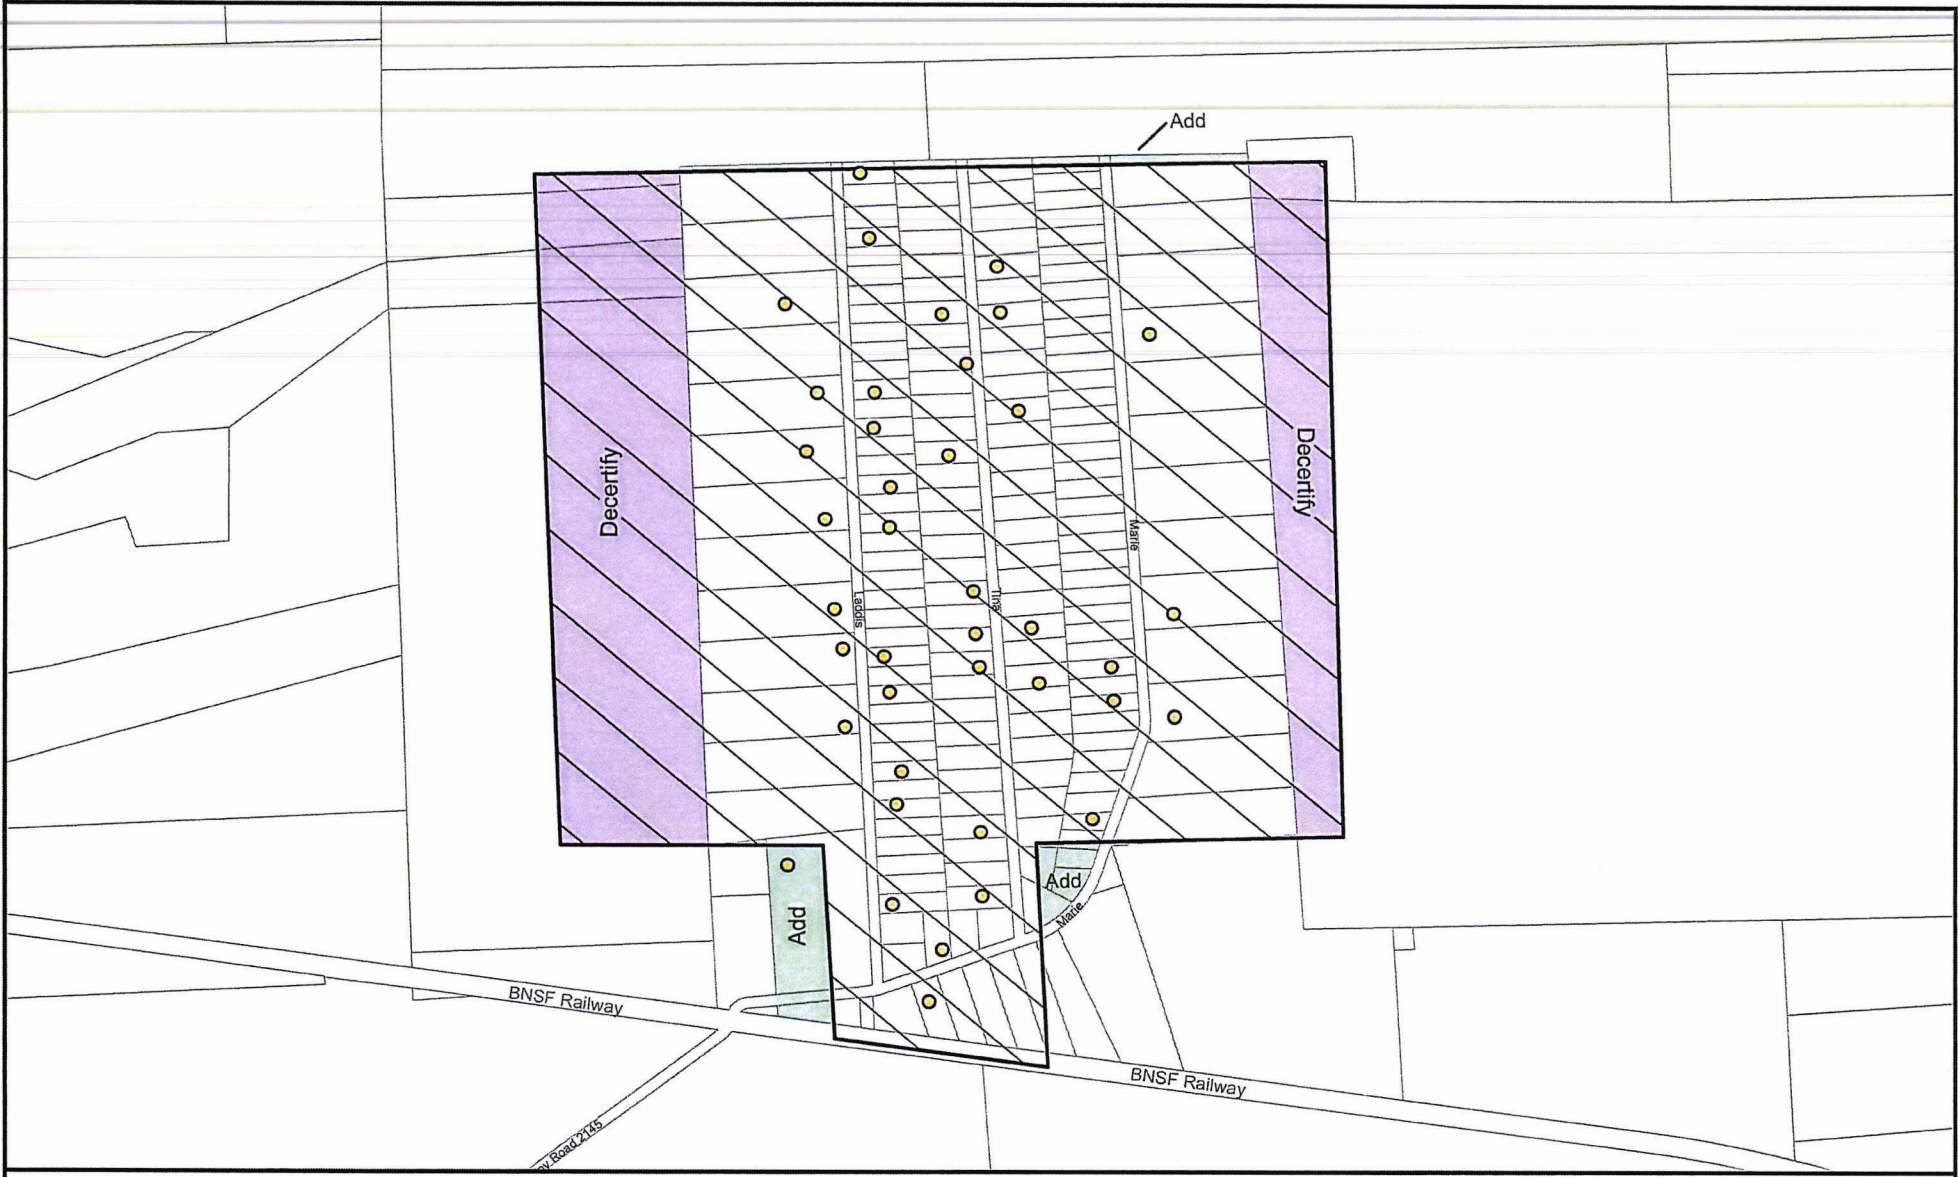 Add
Decertify
Decertify
Marie
Laddis
Tina
Add
Add
Marie
BNSF Railway
BNSF Railway
Road 2145